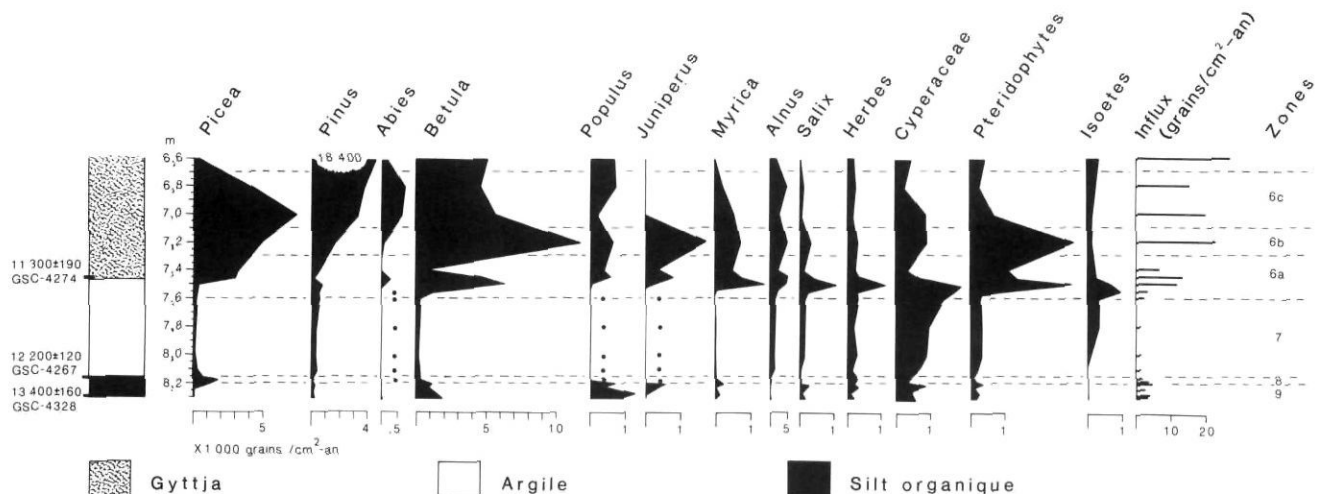 Picea Pinus Abies Betula Populus Juniperus Myrica Alnus Salix Herbes Cyperaceae Pteridophytes Isoetes Influx (grains/cm²-an) Zones
m
6,6 18 400
6,8 6c
7,0
7,2 6b
11 300±190
GSC-4274
7,4 6a
7,6
7,8 7
12 200±120
GSC-4267
8,0
13 400±160
GSC-4328
8,2 8
9
5 4 .5 5 10 1 1 1 5 1 1 1 1 1 10 20
X1 000 grains /cm²-an
Gyttja Argile Silt organique